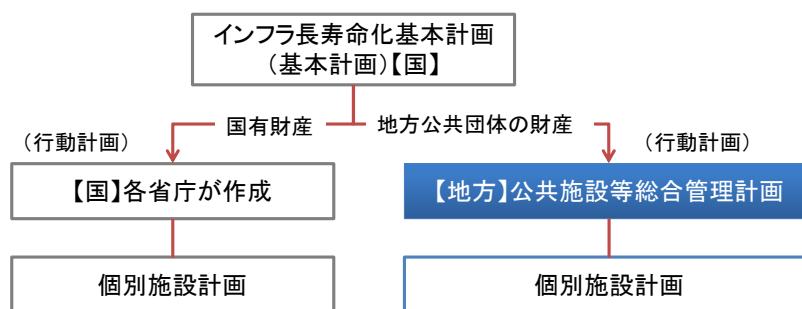 インフラ長寿命化基本計画
（基本計画）【国】
国有財産
地方公共団体の財産
（行動計画）
（行動計画）
【国】各省庁が作成
【地方】公共施設等総合管理計画
個別施設計画
個別施設計画